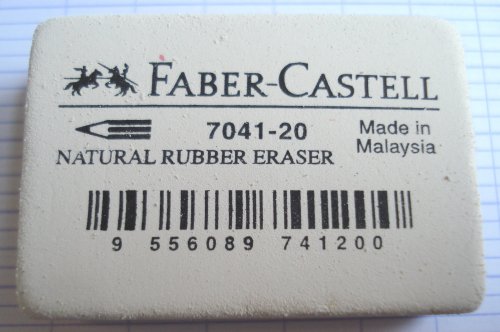 FABER-CASTELL
7041-20
Made in
Malaysia
NATURAL RUBBER ERASER
9 556089 741200